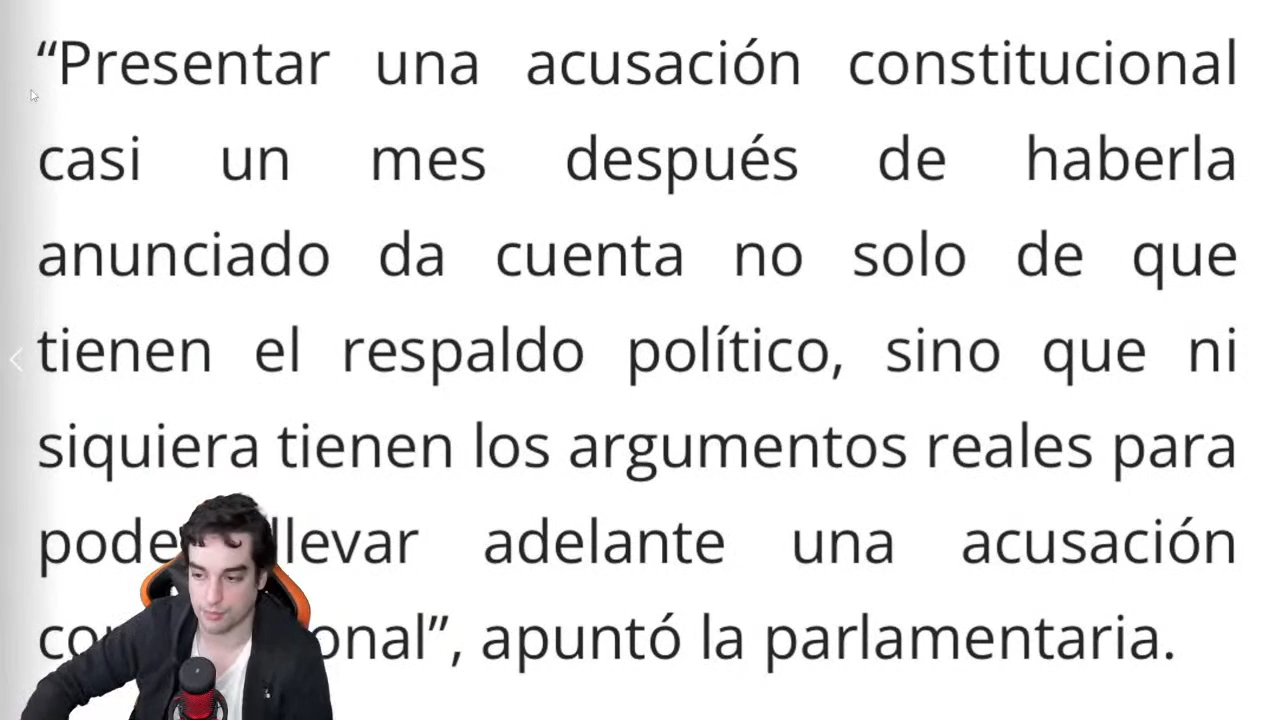 “Presentar una acusación constitucional
casi un mes después de haberla
anunciado da cuenta no solo de que
tienen el respaldo político, sino que ni
siquiera tienen los argumentos reales para
llevar adelante una acusación
”, apuntó la parlamentaria.